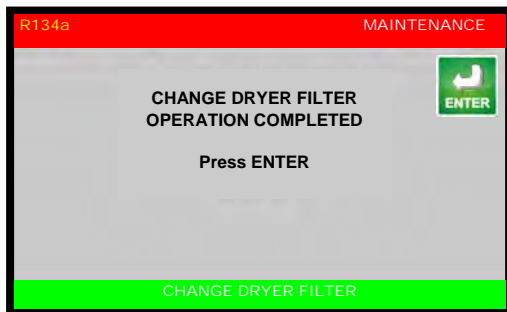 R134a MAINTENANCE
CHANGE DRYER FILTER
OPERATION COMPLETED
ENTER
Press ENTER
CHANGE DRYER FILTER